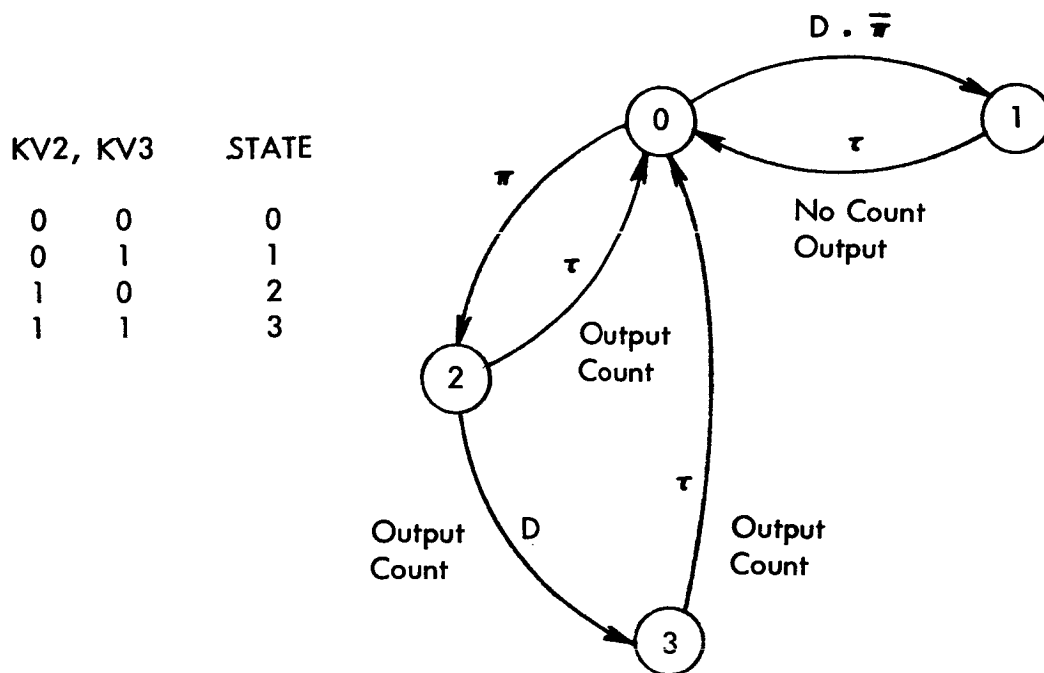 KV2, KV3 STATE
0 0 0
0 1 1
1 0 2
1 1 3
D . π̅
0
1
τ
No Count
Output
π
τ
Output
Count
2
D
Output
Count
τ
Output
Count
3